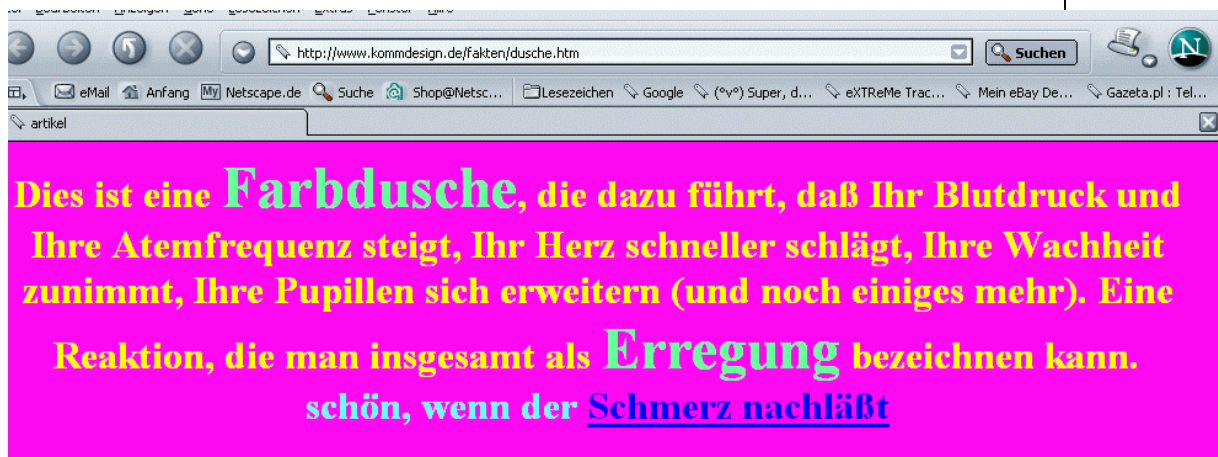 http://www.kommdesign.de/fakten/dusche.htm Suchen N
eMail Anfang My Netscape.de Suche Shop@Netsc... Lesezeichen Google (°v°) Super, d... eXTReMe Trac... Mein eBay De... Gazeta.pl : Tel...
artikel
Dies ist eine Farbdusche, die dazu führt, daß Ihr Blutdruck und
Ihre Atemfrequenz steigt, Ihr Herz schneller schlägt, Ihre Wachheit
zunimmt, Ihre Pupillen sich erweitern (und noch einiges mehr). Eine
Reaktion, die man insgesamt als Erregung bezeichnen kann.
schön, wenn der Schmerz nachläßt